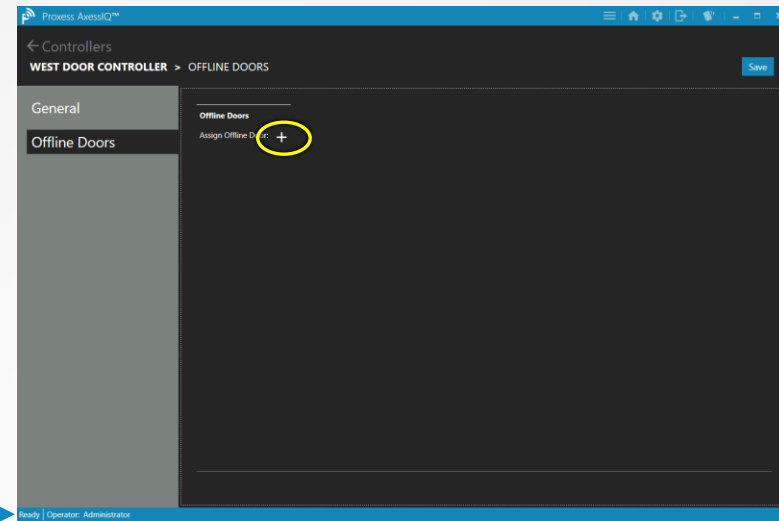 Proxess AxessIQ™
Controllers
WEST DOOR CONTROLLER > OFFLINE DOORS
Save
General
Offline Doors
Offline Doors
Assign Offline Door:
Ready Operator: Administrator